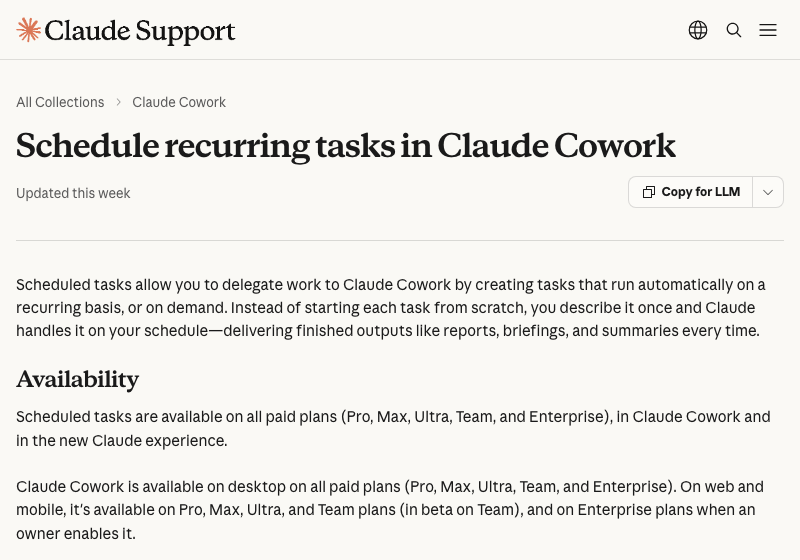 Claude Support
All Collections > Claude Cowork
Schedule recurring tasks in Claude Cowork
Updated this week
Copy for LLM
Scheduled tasks allow you to delegate work to Claude Cowork by creating tasks that run automatically on a
recurring basis, or on demand. Instead of starting each task from scratch, you describe it once and Claude
handles it on your schedule—delivering finished outputs like reports, briefings, and summaries every time.
Availability
Scheduled tasks are available on all paid plans (Pro, Max, Ultra, Team, and Enterprise), in Claude Cowork and
in the new Claude experience.
Claude Cowork is available on desktop on all paid plans (Pro, Max, Ultra, Team, and Enterprise). On web and
mobile, it's available on Pro, Max, Ultra, and Team plans (in beta on Team), and on Enterprise plans when an
owner enables it.